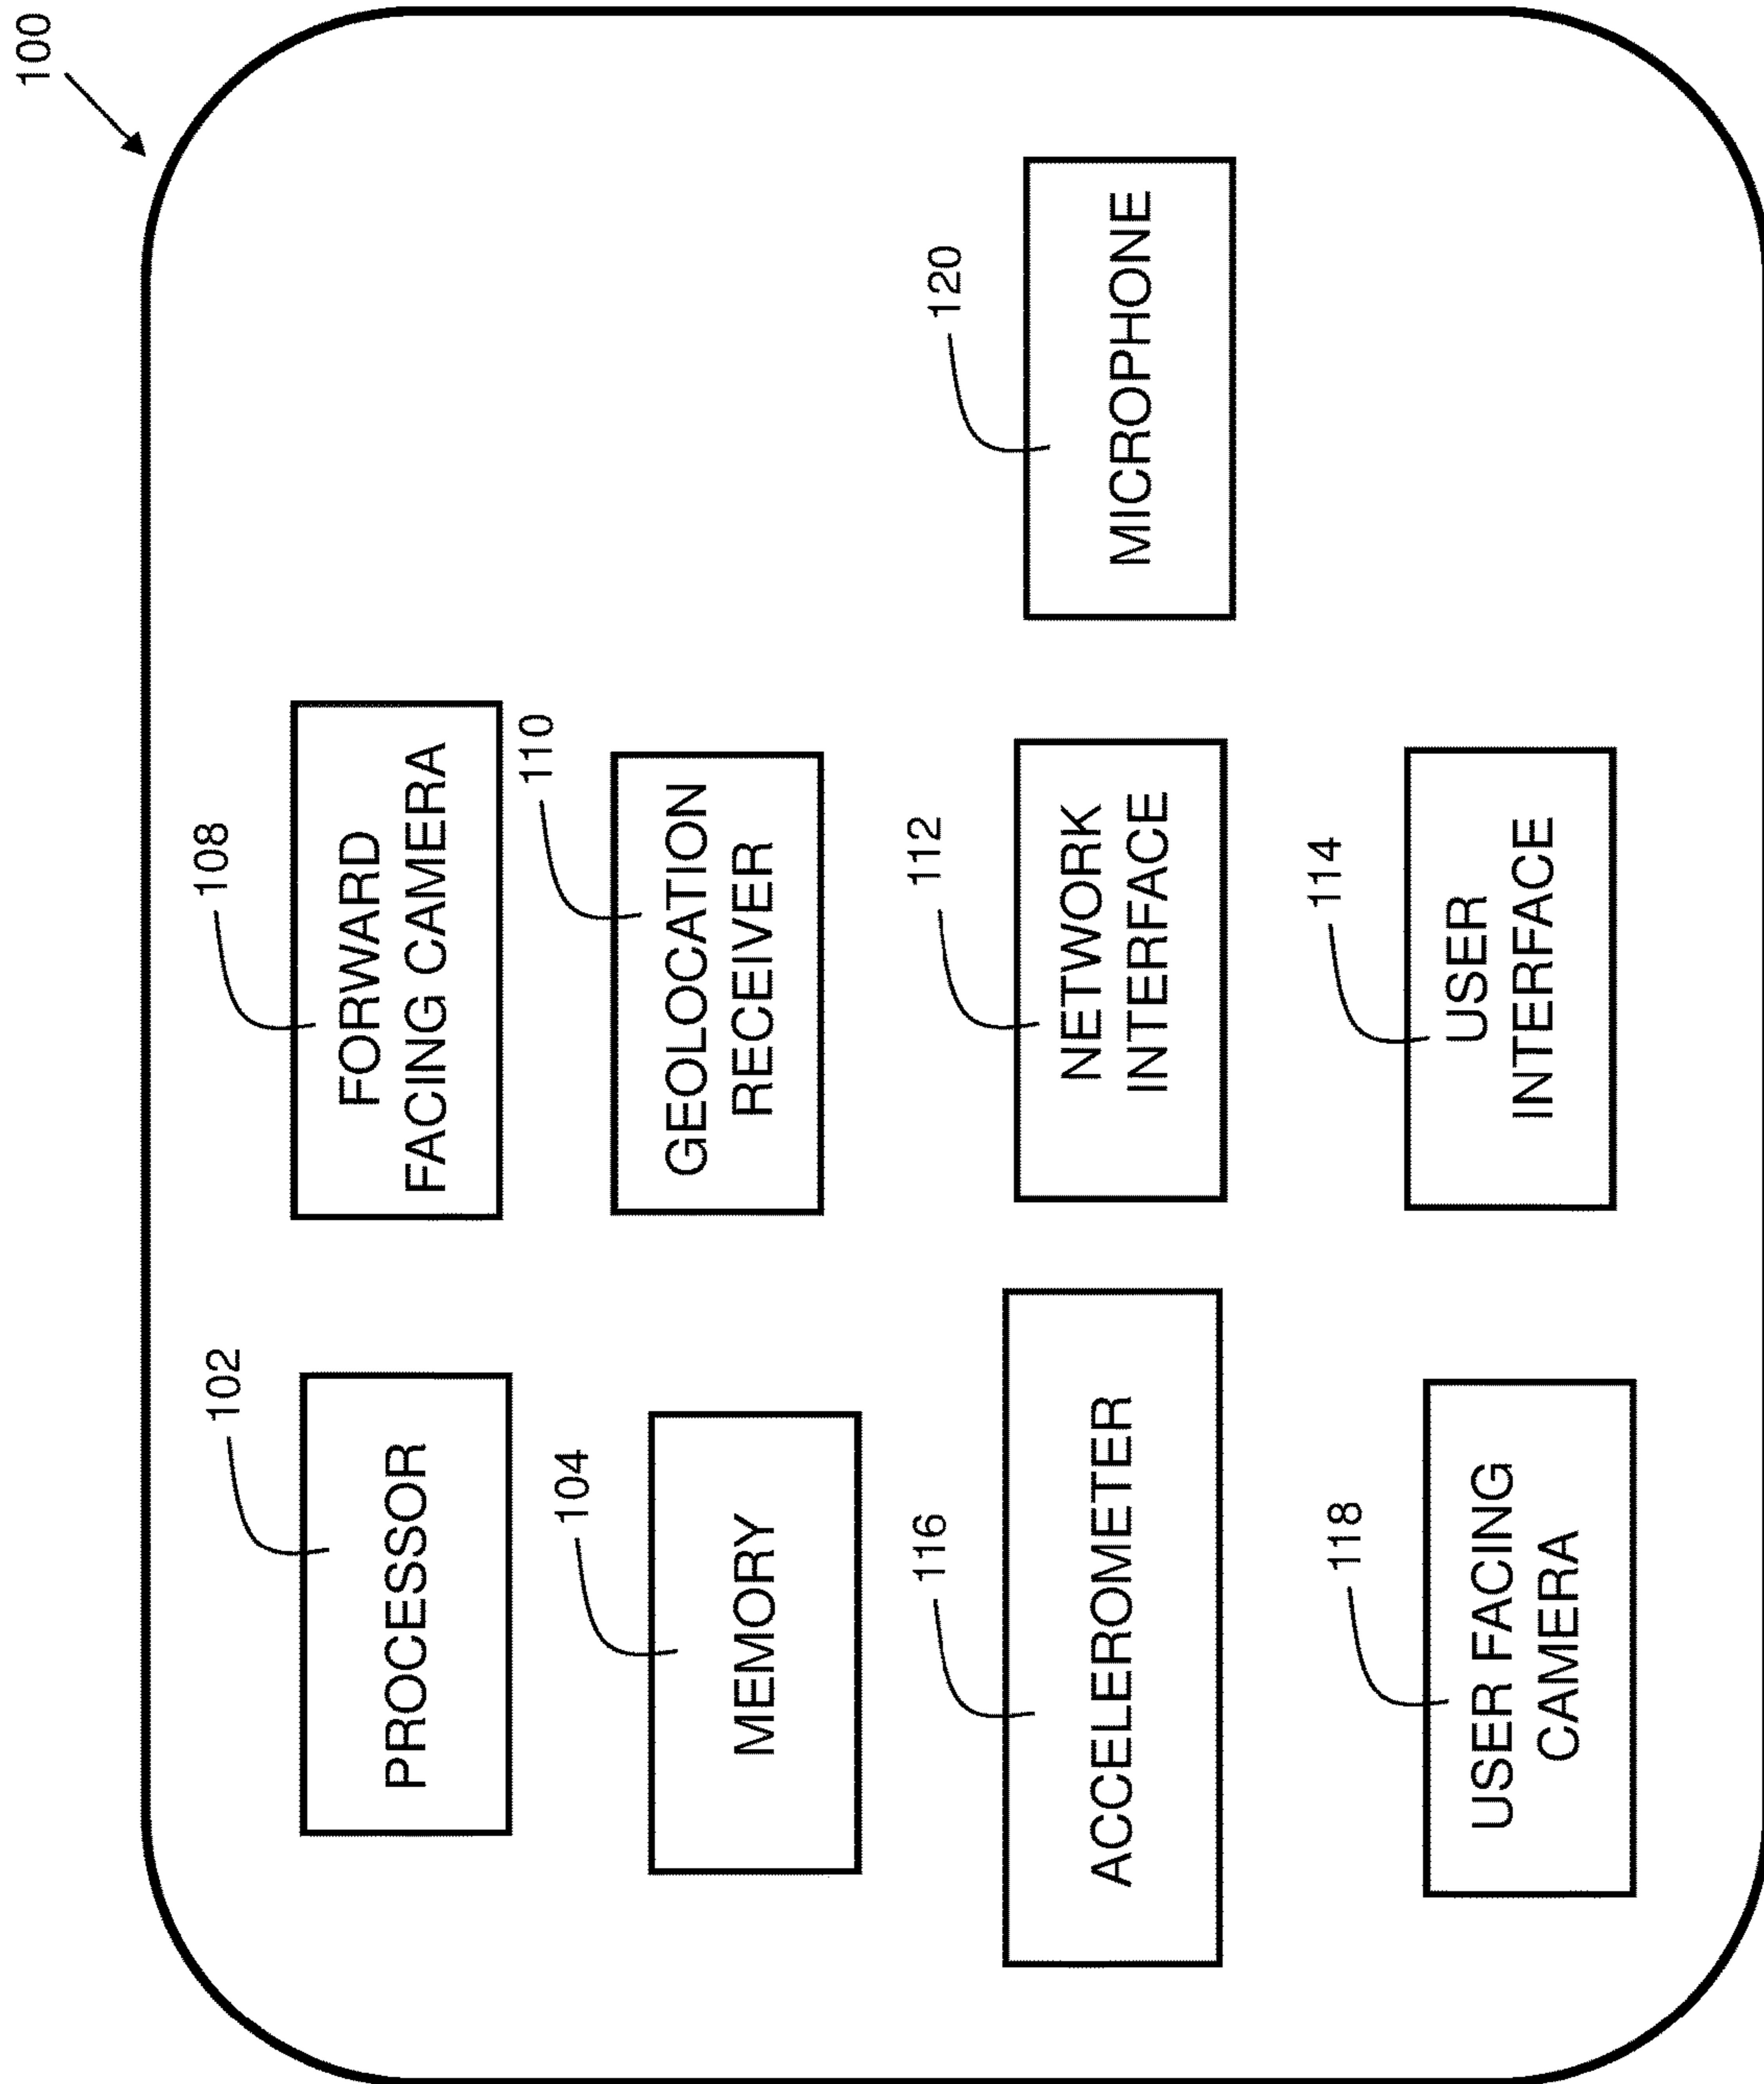 100
102
PROCESSOR
108
FORWARD
FACING CAMERA
104
MEMORY
110
GEOLOCATION
RECEIVER
116
ACCELEROMETER
112
NETWORK
INTERFACE
120
MICROPHONE
118
USER FACING
CAMERA
114
USER
INTERFACE